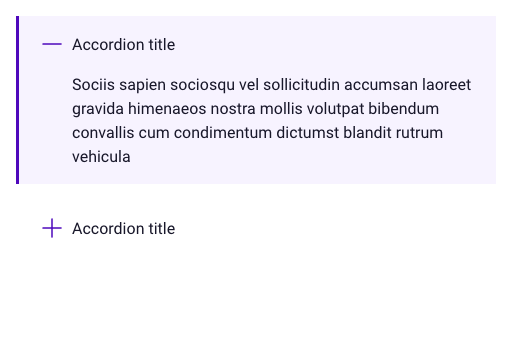 Accordion title
Sociis sapien sociosqu vel sollicitudin accumsan laoreet
gravida himenaeos nostra mollis volutpat bibendum
convallis cum condimentum dictumst blandit rutrum
vehicula
Accordion title